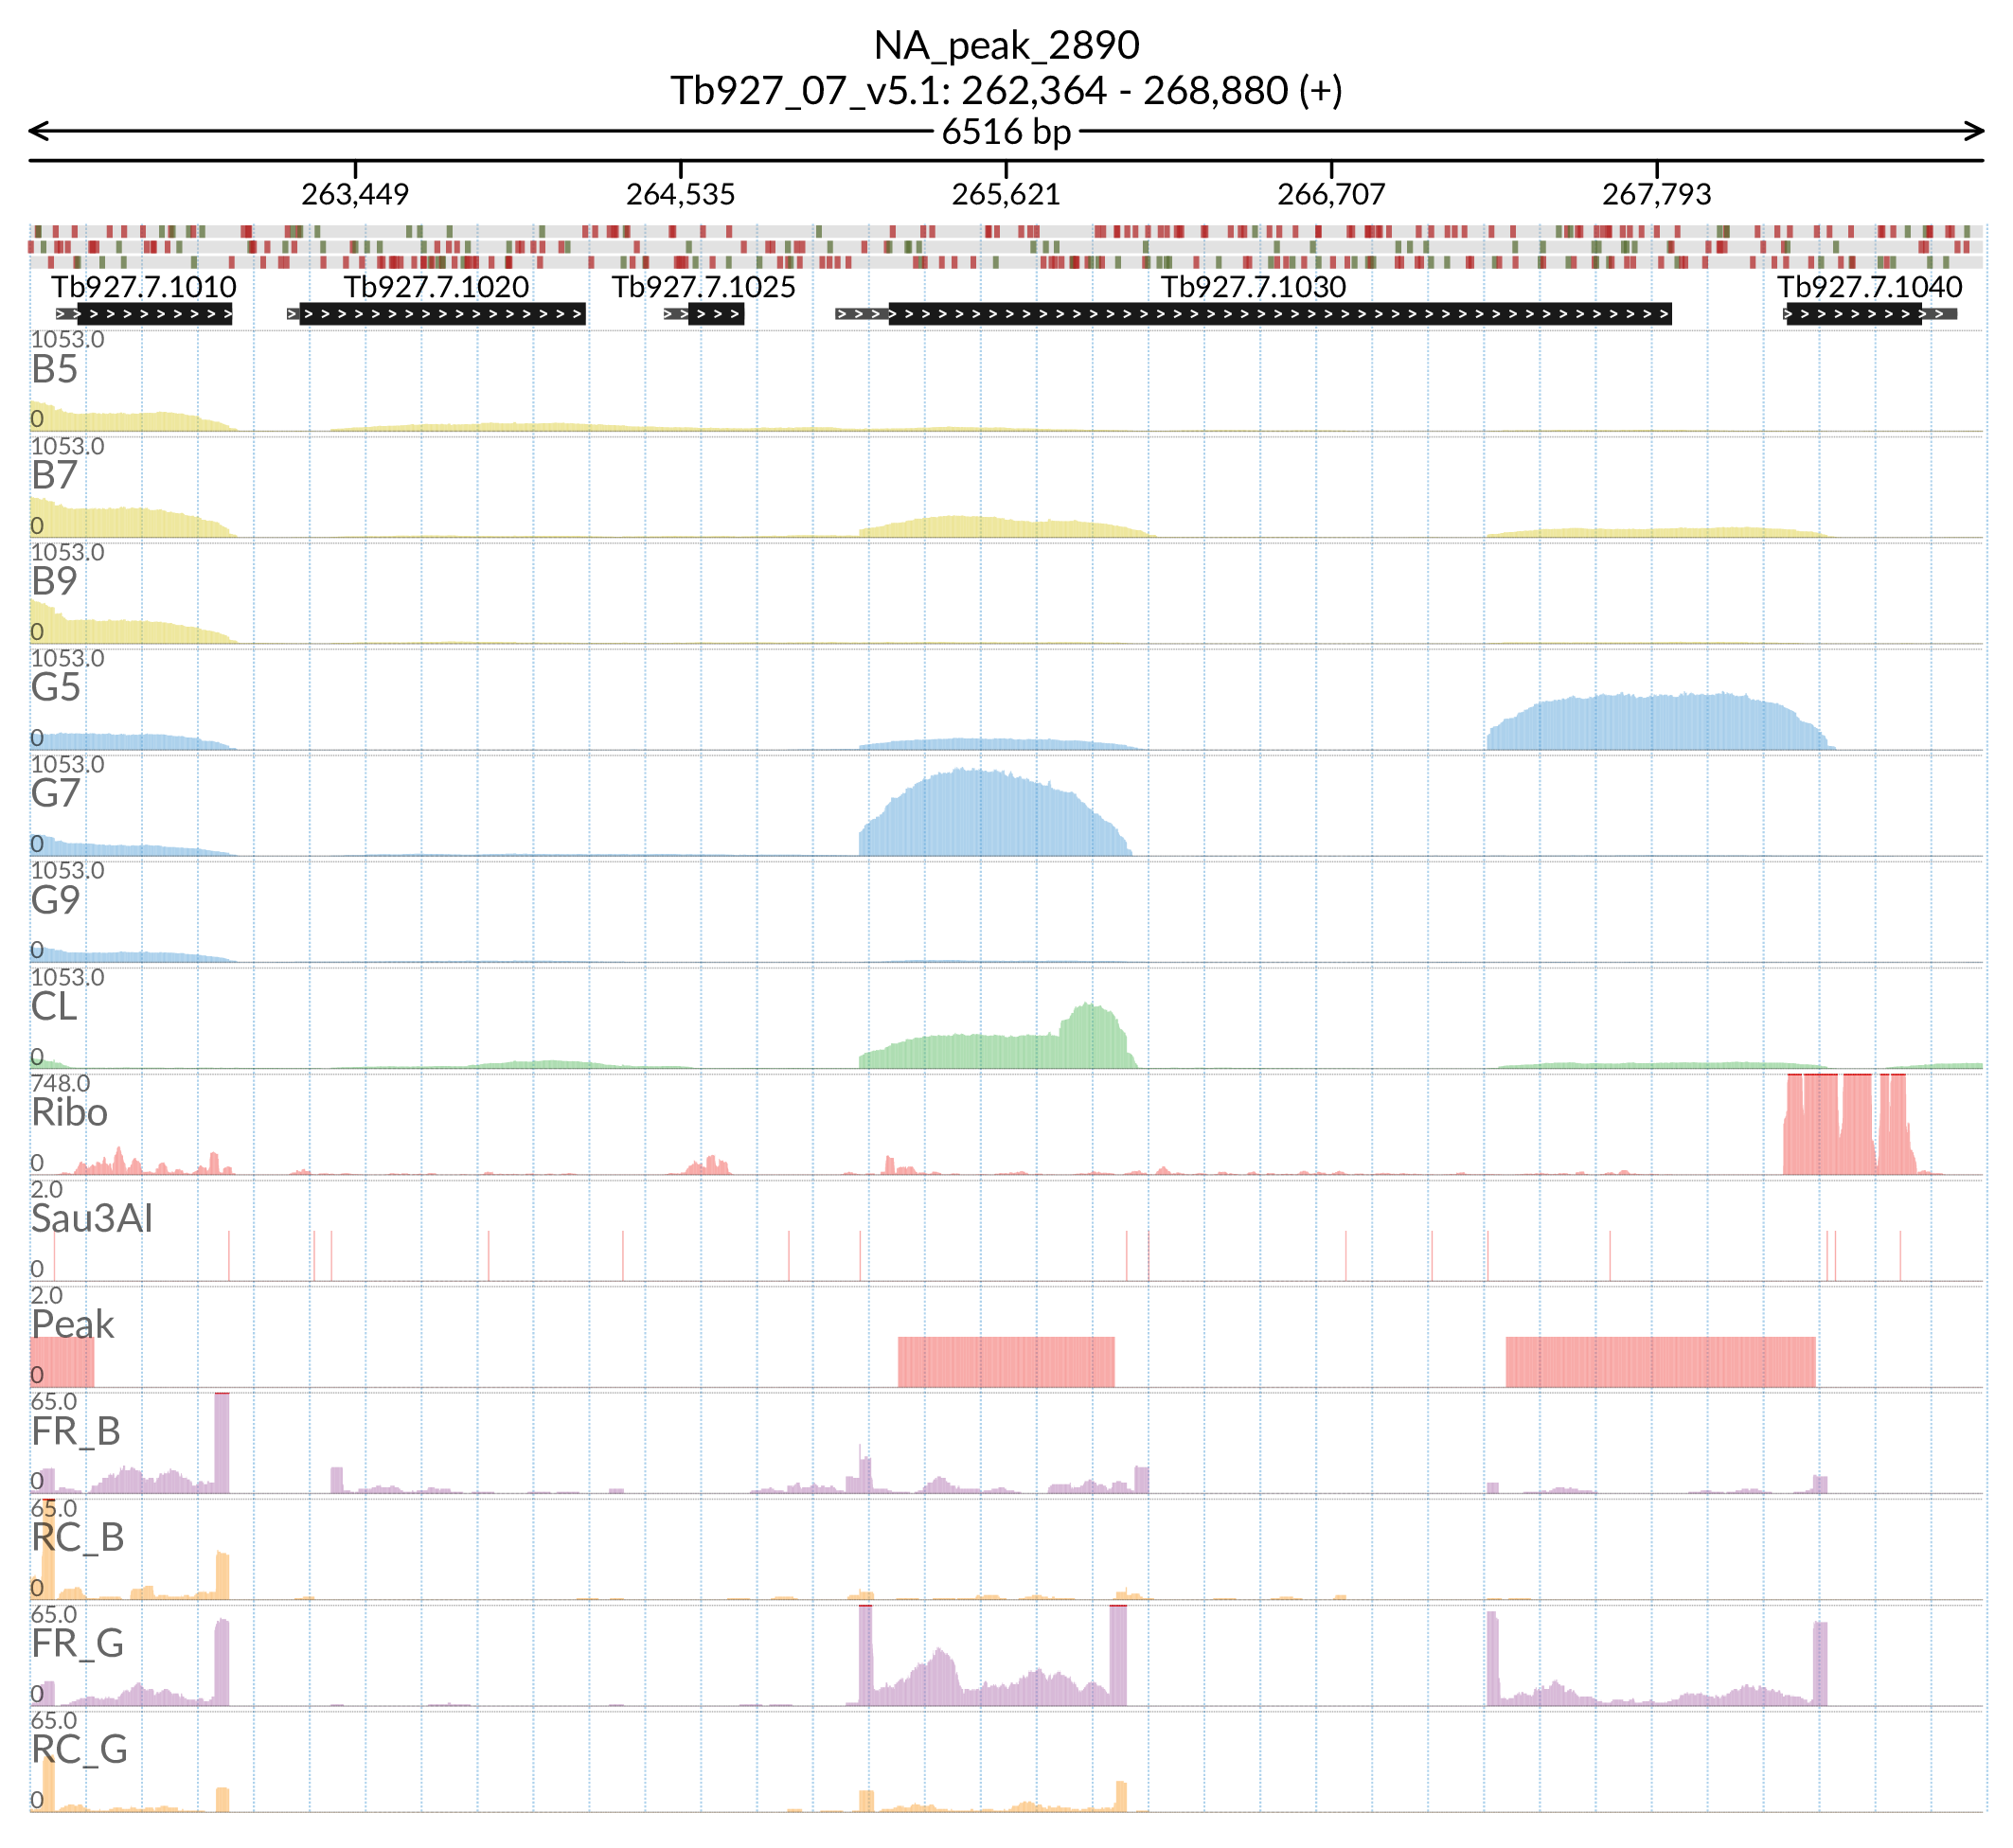 NA_peak_2890
Tb927_07_v5.1: 262,364 - 268,880 (+)
6516 bp
263,449 264,535 265,621 266,707 267,793
Tb927.7.1010 Tb927.7.1020 Tb927.7.1025 Tb927.7.1030 Tb927.7.1040
1053.0
B5
0
1053.0
B7
0
1053.0
B9
0
1053.0
G5
0
1053.0
G7
0
1053.0
G9
0
1053.0
CL
0
748.0
Ribo
0
2.0
Sau3AI
0
2.0
Peak
0
65.0
FR_B
0
65.0
RC_B
0
65.0
FR_G
0
65.0
RC_G
0